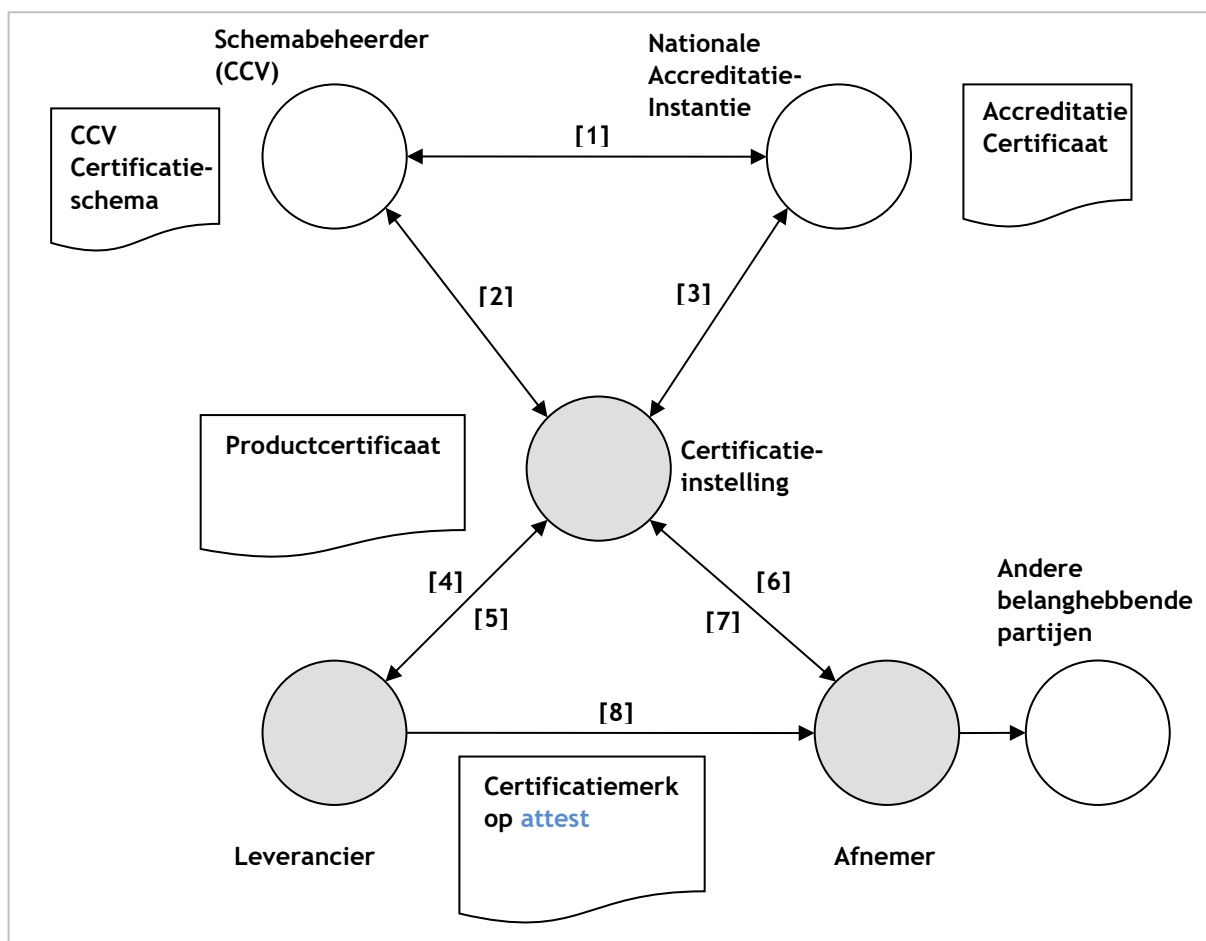 Schemabeheerder
(CCV)
Nationale
Accreditatie-
Instantie
CCV
Certificatie-
schema
[1]
Accreditatie
Certificaat
[2]
[3]
Productcertificaat
Certificatie-
instelling
[4]
[5]
[6]
[7]
Andere
belanghebbende
partijen
[8]
Certificatiemerk
op attest
Leverancier
Afnemer